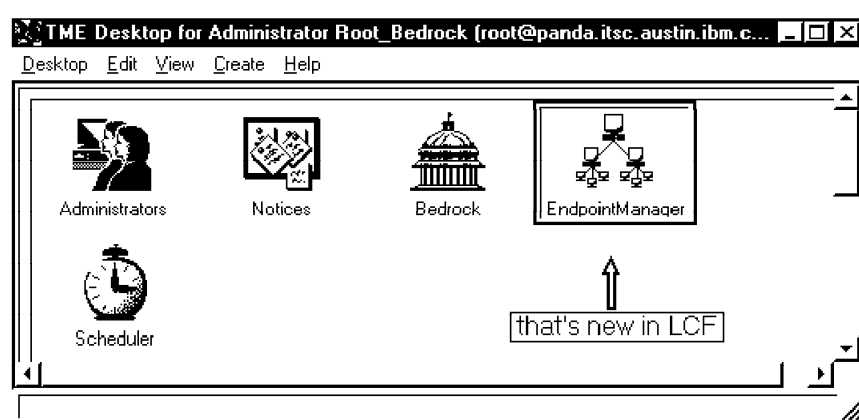 TME Desktop for Administrator Root_Bedrock (root@panda.itsc.austin.ibm.c...
Desktop Edit View Create Help
Administrators Notices Bedrock EndpointManager
Scheduler
that's new in LCF